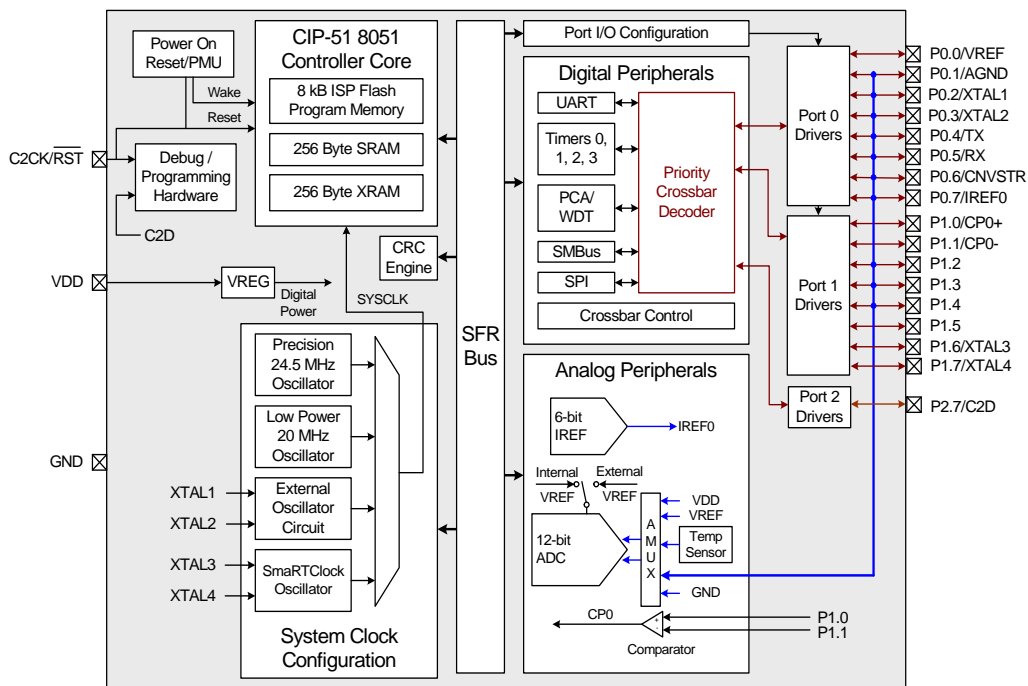 Power On
Reset/PMU
Wake
Reset
C2CK/RST
Debug /
Programming
Hardware
C2D
VDD
VREG
Digital
Power
GND
CIP-51 8051
Controller Core
8 kB ISP Flash
Program Memory
256 Byte SRAM
256 Byte XRAM
CRC
Engine
SYSCLK
Precision
24.5 MHz
Oscillator
Low Power
20 MHz
Oscillator
XTAL1
XTAL2
External
Oscillator
Circuit
XTAL3
XTAL4
SmaRTClock
Oscillator
System Clock
Configuration
SFR
Bus
Port I/O Configuration
Digital Peripherals
UART
Timers 0,
1, 2, 3
PCA/
WDT
SMBus
SPI
Priority
Crossbar
Decoder
Crossbar Control
Analog Peripherals
6-bit
IREF
IREF0
Internal
VREF
External
VREF
12-bit
ADC
A
M
U
X
VDD
VREF
Temp
Sensor
GND
CP0
+
-
Comparator
P1.0
P1.1
Port 0
Drivers
Port 1
Drivers
Port 2
Drivers
P0.0/VREF
P0.1/AGND
P0.2/XTAL1
P0.3/XTAL2
P0.4/TX
P0.5/RX
P0.6/CNVSTR
P0.7/IREF0
P1.0/CP0+
P1.1/CP0-
P1.2
P1.3
P1.4
P1.5
P1.6/XTAL3
P1.7/XTAL4
P2.7/C2D